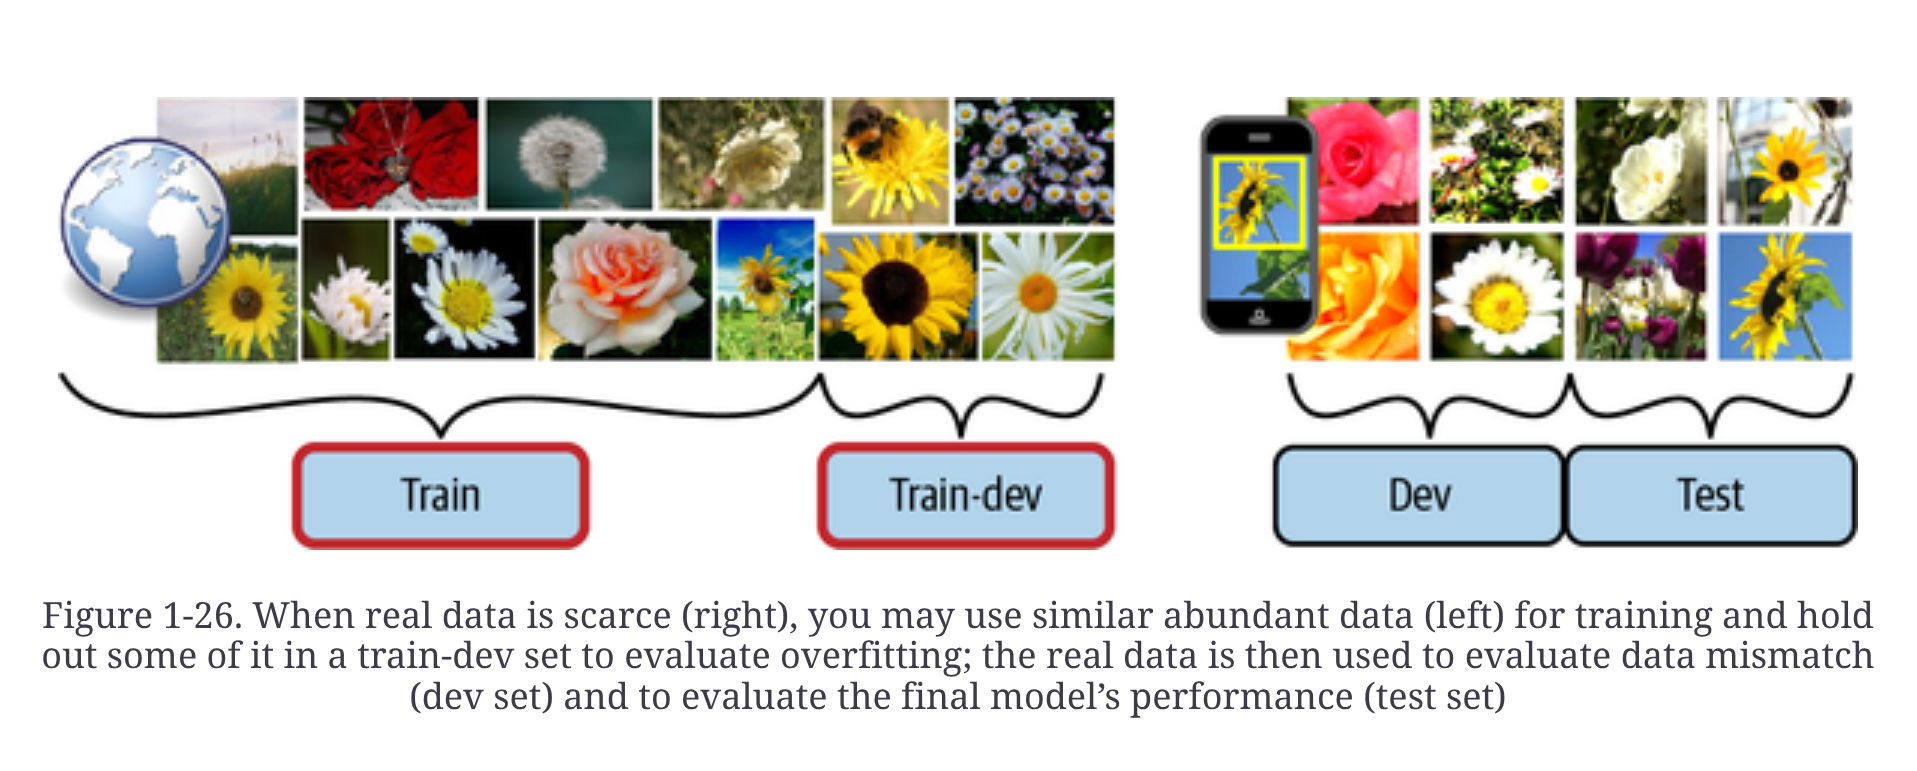 Train
Train-dev
Dev
Test
Figure 1-26. When real data is scarce (right), you may use similar abundant data (left) for training and hold
out some of it in a train-dev set to evaluate overfitting; the real data is then used to evaluate data mismatch
(dev set) and to evaluate the final model’s performance (test set)